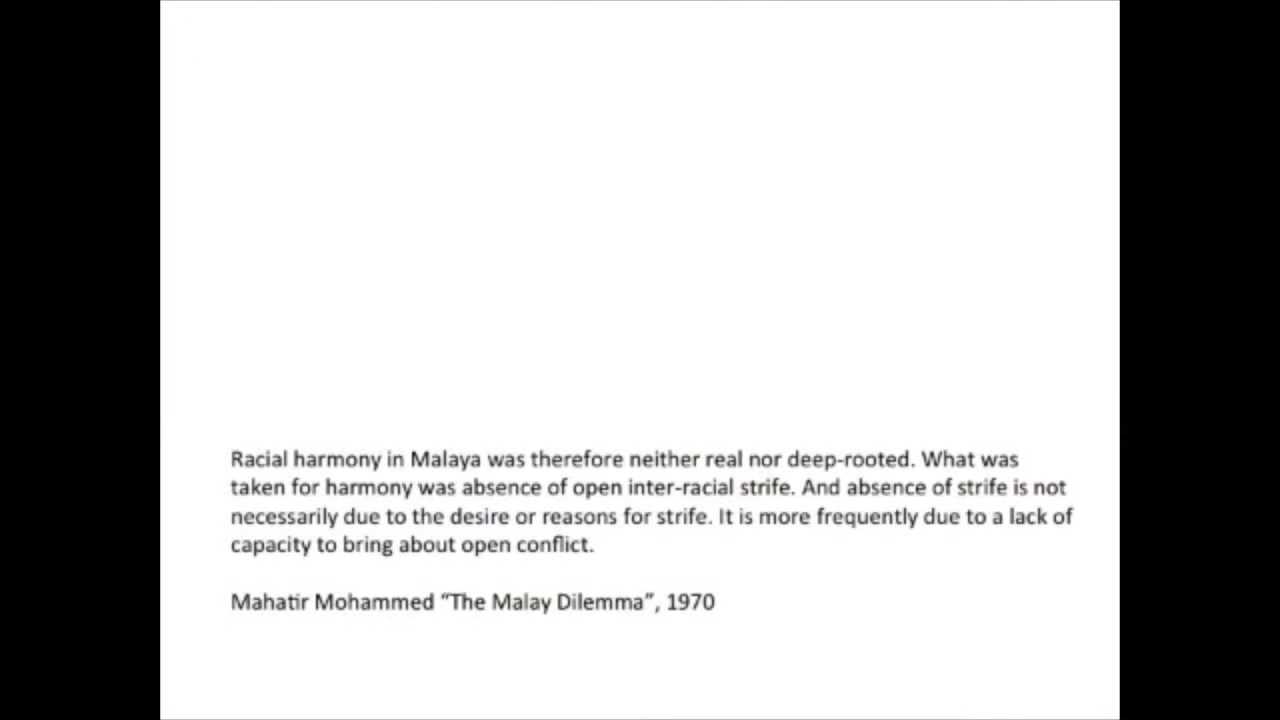 Racial harmony in Malaya was therefore neither real nor deep-rooted. What was
taken for harmony was absence of open inter-racial strife. And absence of strife is not
necessarily due to the desire or reasons for strife. It is more frequently due to a lack of
capacity to bring about open conflict.
Mahatir Mohammed “The Malay Dilemma”, 1970